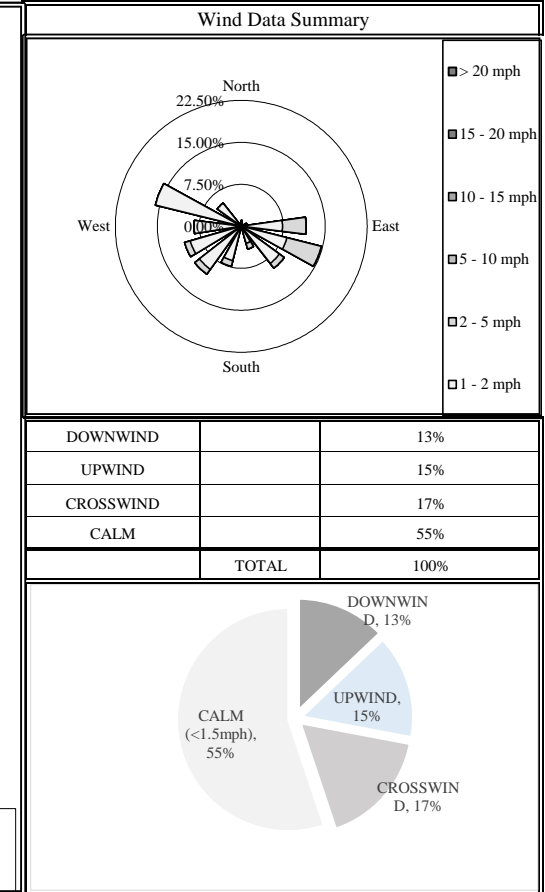 Wind Data Summary
North
22.50%
15.00%
7.50%
0.00%
West
East
South
> 20 mph
15 - 20 mph
10 - 15 mph
5 - 10 mph
2 - 5 mph
1 - 2 mph
DOWNWIND 13%
UPWIND 15%
CROSSWIND 17%
CALM 55%
TOTAL 100%
DOWNWIN
D, 13%
UPWIND,
15%
CALM
(<1.5mph),
55%
CROSSWIN
D, 17%